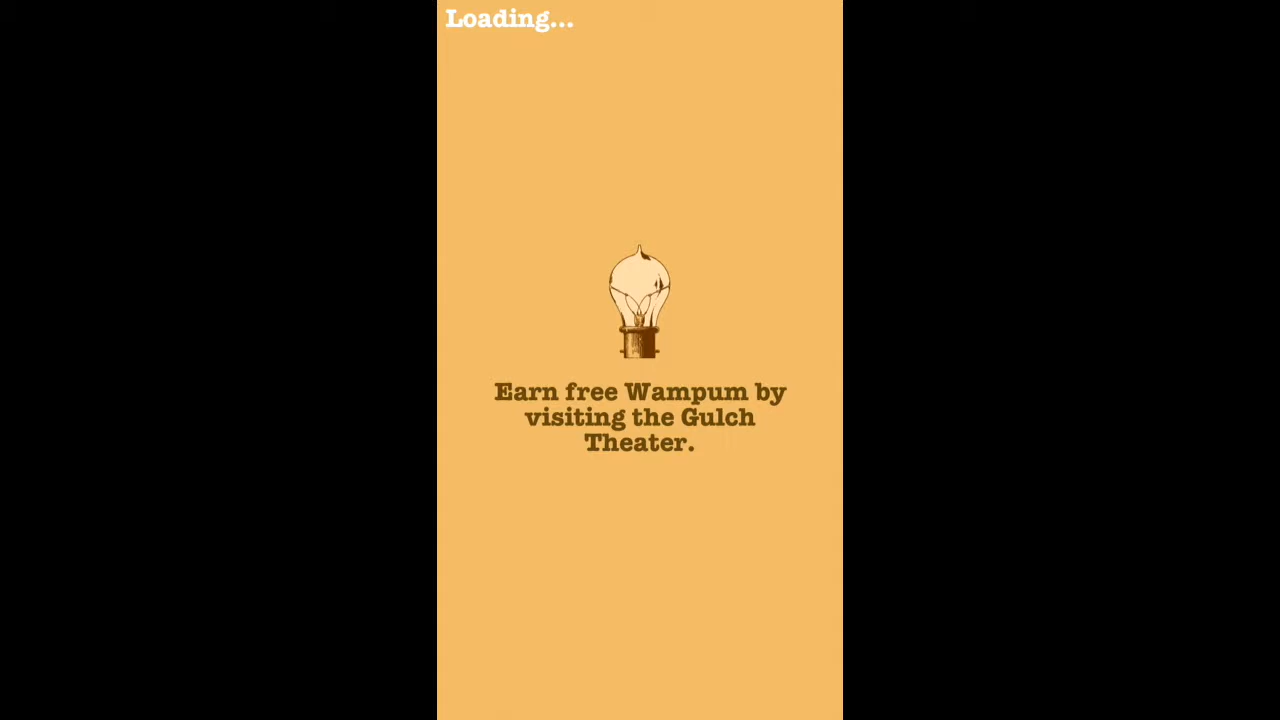 Loading...
Earn free Wampum by
visiting the Gulch
Theater.